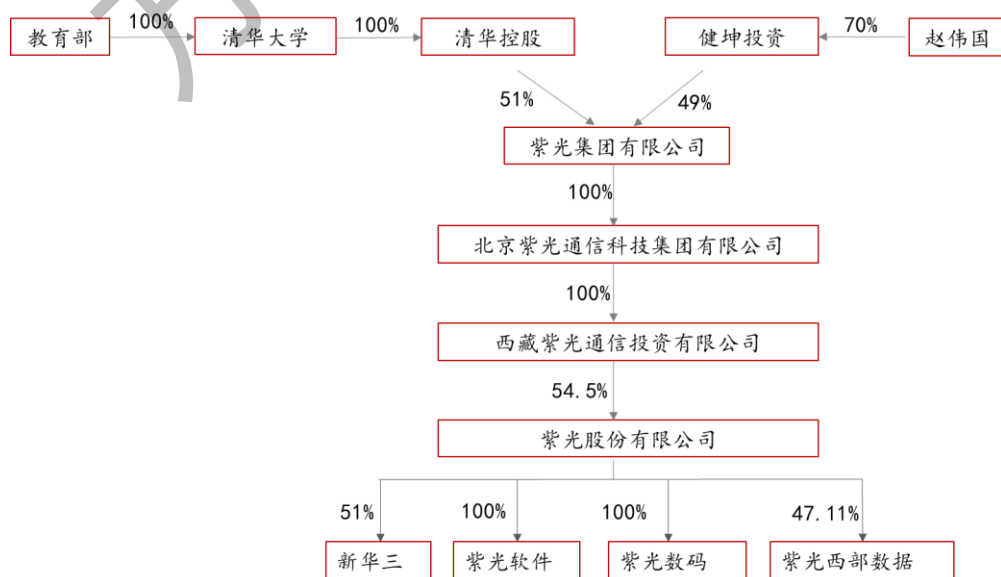 教育部
100%
清华大学
100%
清华控股
健坤投资
70%
赵伟国
51%
49%
紫光集团有限公司
100%
北京紫光通信科技集团有限公司
100%
西藏紫光通信投资有限公司
54.5%
紫光股份有限公司
51%
100%
100%
47.11%
新华三
紫光软件
紫光数码
紫光西部数据